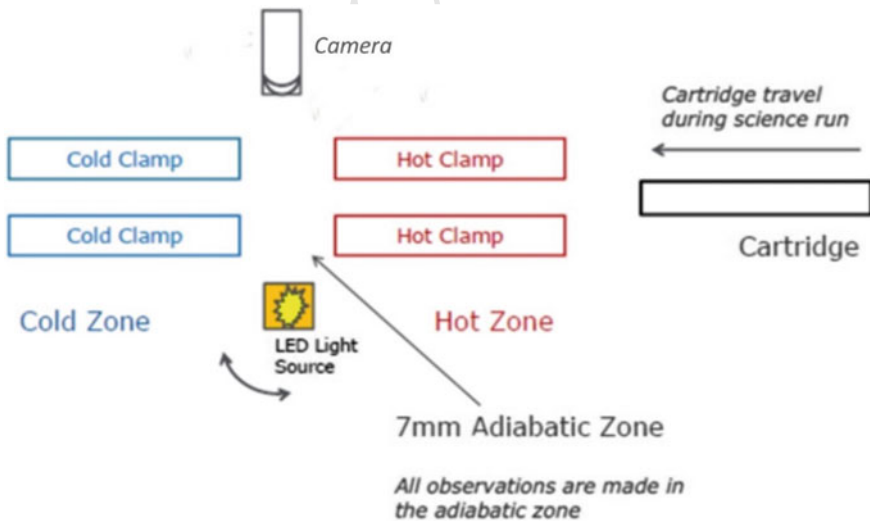 Camera
Cartridge travel
during science run
Cold Clamp
Hot Clamp
Cold Clamp
Hot Clamp
Cartridge
Cold Zone
Hot Zone
LED Light
Source
7mm Adiabatic Zone
All observations are made in
the adiabatic zone